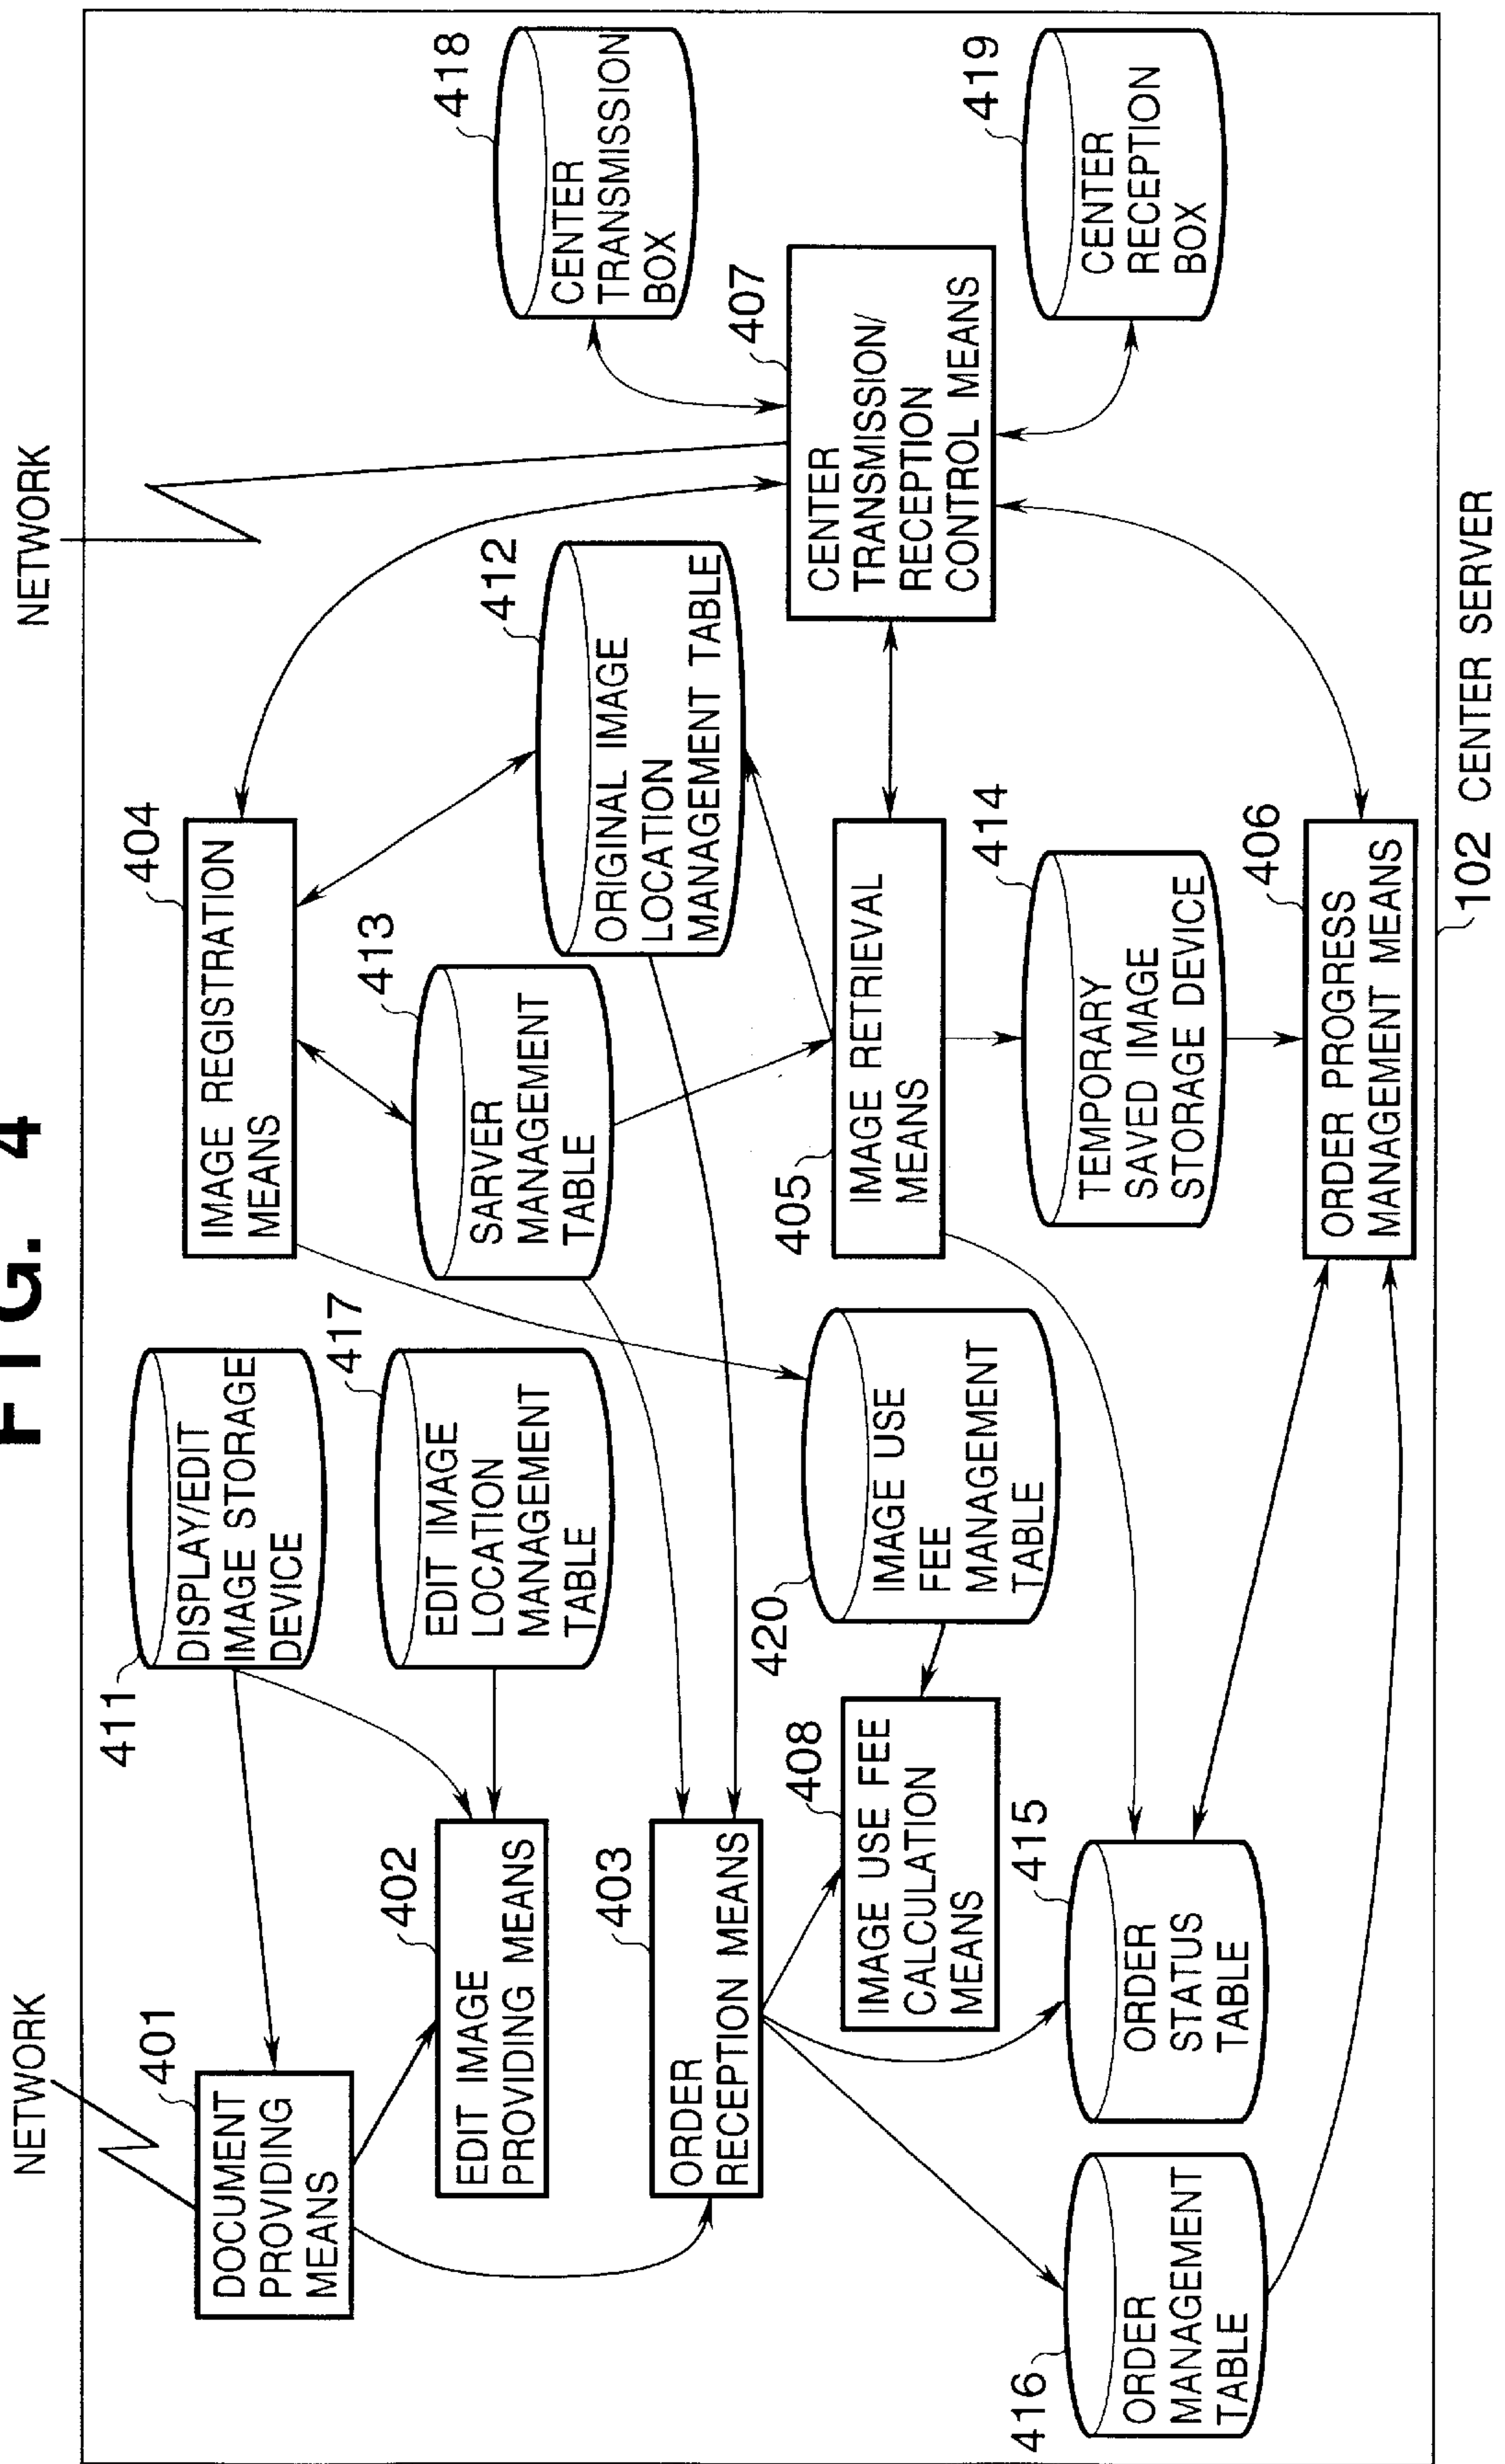 FIG. 4
NETWORK
NETWORK
401
DOCUMENT
PROVIDING
MEANS
411
DISPLAY/EDIT
IMAGE STORAGE
DEVICE
404
IMAGE REGISTRATION
MEANS
418
CENTER
TRANSMISSION
BOX
402
EDIT IMAGE
PROVIDING MEANS
417
EDIT IMAGE
LOCATION
MANAGEMENT
TABLE
413
SARVER
MANAGEMENT
TABLE
412
ORIGINAL IMAGE
LOCATION
MANAGEMENT TABLE
403
ORDER
RECEPTION MEANS
407
CENTER
TRANSMISSION/
RECEPTION
CONTROL MEANS
408
IMAGE USE FEE
CALCULATION
MEANS
420
IMAGE USE
FEE
MANAGEMENT
TABLE
405
IMAGE RETRIEVAL
MEANS
419
CENTER
RECEPTION
BOX
416
ORDER
MANAGEMENT
TABLE
415
ORDER
STATUS
TABLE
414
TEMPORARY
SAVED IMAGE
STORAGE DEVICE
406
ORDER PROGRESS
MANAGEMENT MEANS
102 CENTER SERVER